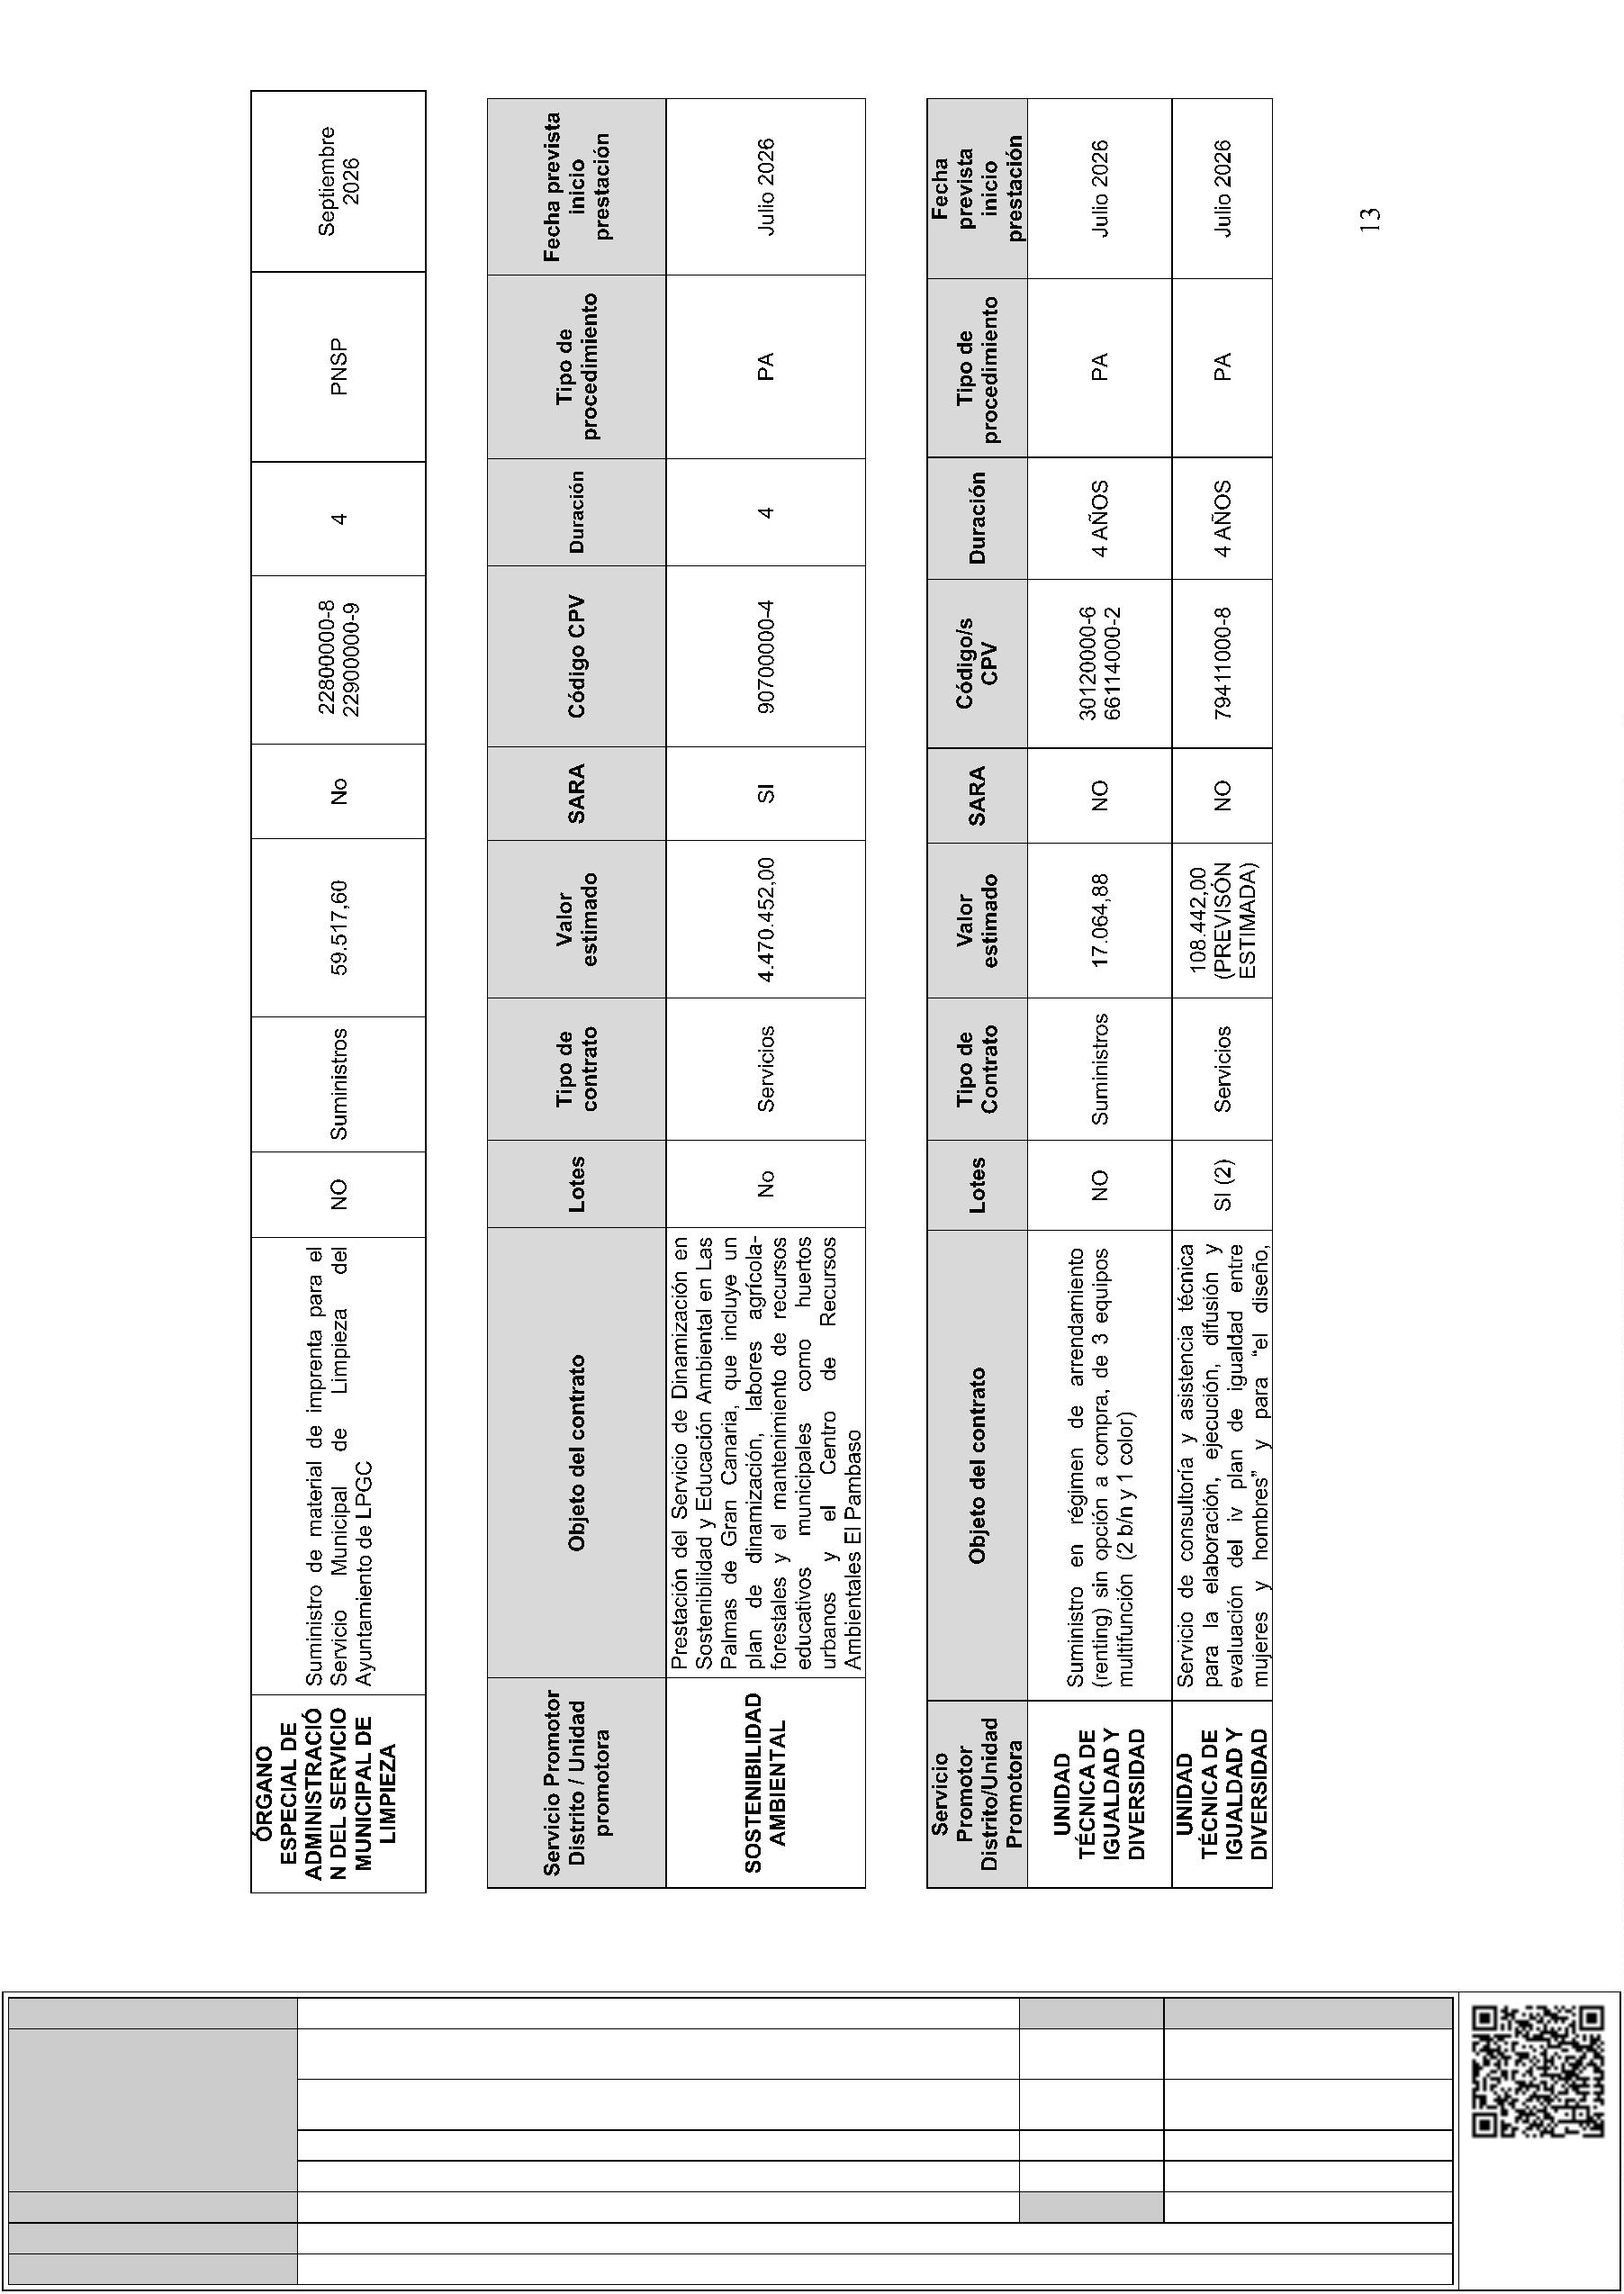 ÓRGANO
ESPECIAL DE
ADMINISTRACIÓ
N DEL SERVICIO
MUNICIPAL DE
LIMPIEZA
Suministro de material de imprenta para el
Servicio Municipal de Limpieza del
Ayuntamiento de LPGC
NO
Suministros
59.517,60
No
22800000-8
22900000-9
4
PNSP
Septiembre
2026
Servicio Promotor
Distrito / Unidad
promotora
Objeto del contrato
Lotes
Tipo de
contrato
Valor
estimado
SARA
Código CPV
Duración
Tipo de
procedimiento
Fecha prevista
inicio
prestación
SOSTENIBILIDAD
AMBIENTAL
Prestación del Servicio de Dinamización en
Sostenibilidad y Educación Ambiental en Las
Palmas de Gran Canaria, que incluye un
plan de dinamización, labores agrícola-
forestales y el mantenimiento de recursos
educativos municipales como huertos
urbanos y el Centro de Recursos
Ambientales El Pambaso
No
Servicios
4.470.452,00
SI
90700000-4
4
PA
Julio 2026
Servicio
Promotor
Distrito/Unidad
Promotora
Objeto del contrato
Lotes
Tipo de
Contrato
Valor
estimado
SARA
Código/s
CPV
Duración
Tipo de
procedimiento
Fecha
prevista
inicio
prestación
UNIDAD
TÉCNICA DE
IGUALDAD Y
DIVERSIDAD
Suministro en régimen de arrendamiento
(renting) sin opción a compra, de 3 equipos
multifunción (2 b/n y 1 color)
NO
Suministros
17.064,88
NO
30120000-6
66114000-2
4 AÑOS
PA
Julio 2026
UNIDAD
TÉCNICA DE
IGUALDAD Y
DIVERSIDAD
Servicio de consultoría y asistencia técnica
para la elaboración, ejecución, difusión y
evaluación del iv plan de igualdad entre
mujeres y hombres” y para “el diseño,
SI (2)
Servicios
108.442,00
(PREVISÓN
ESTIMADA)
NO
79411000-8
4 AÑOS
PA
Julio 2026
13